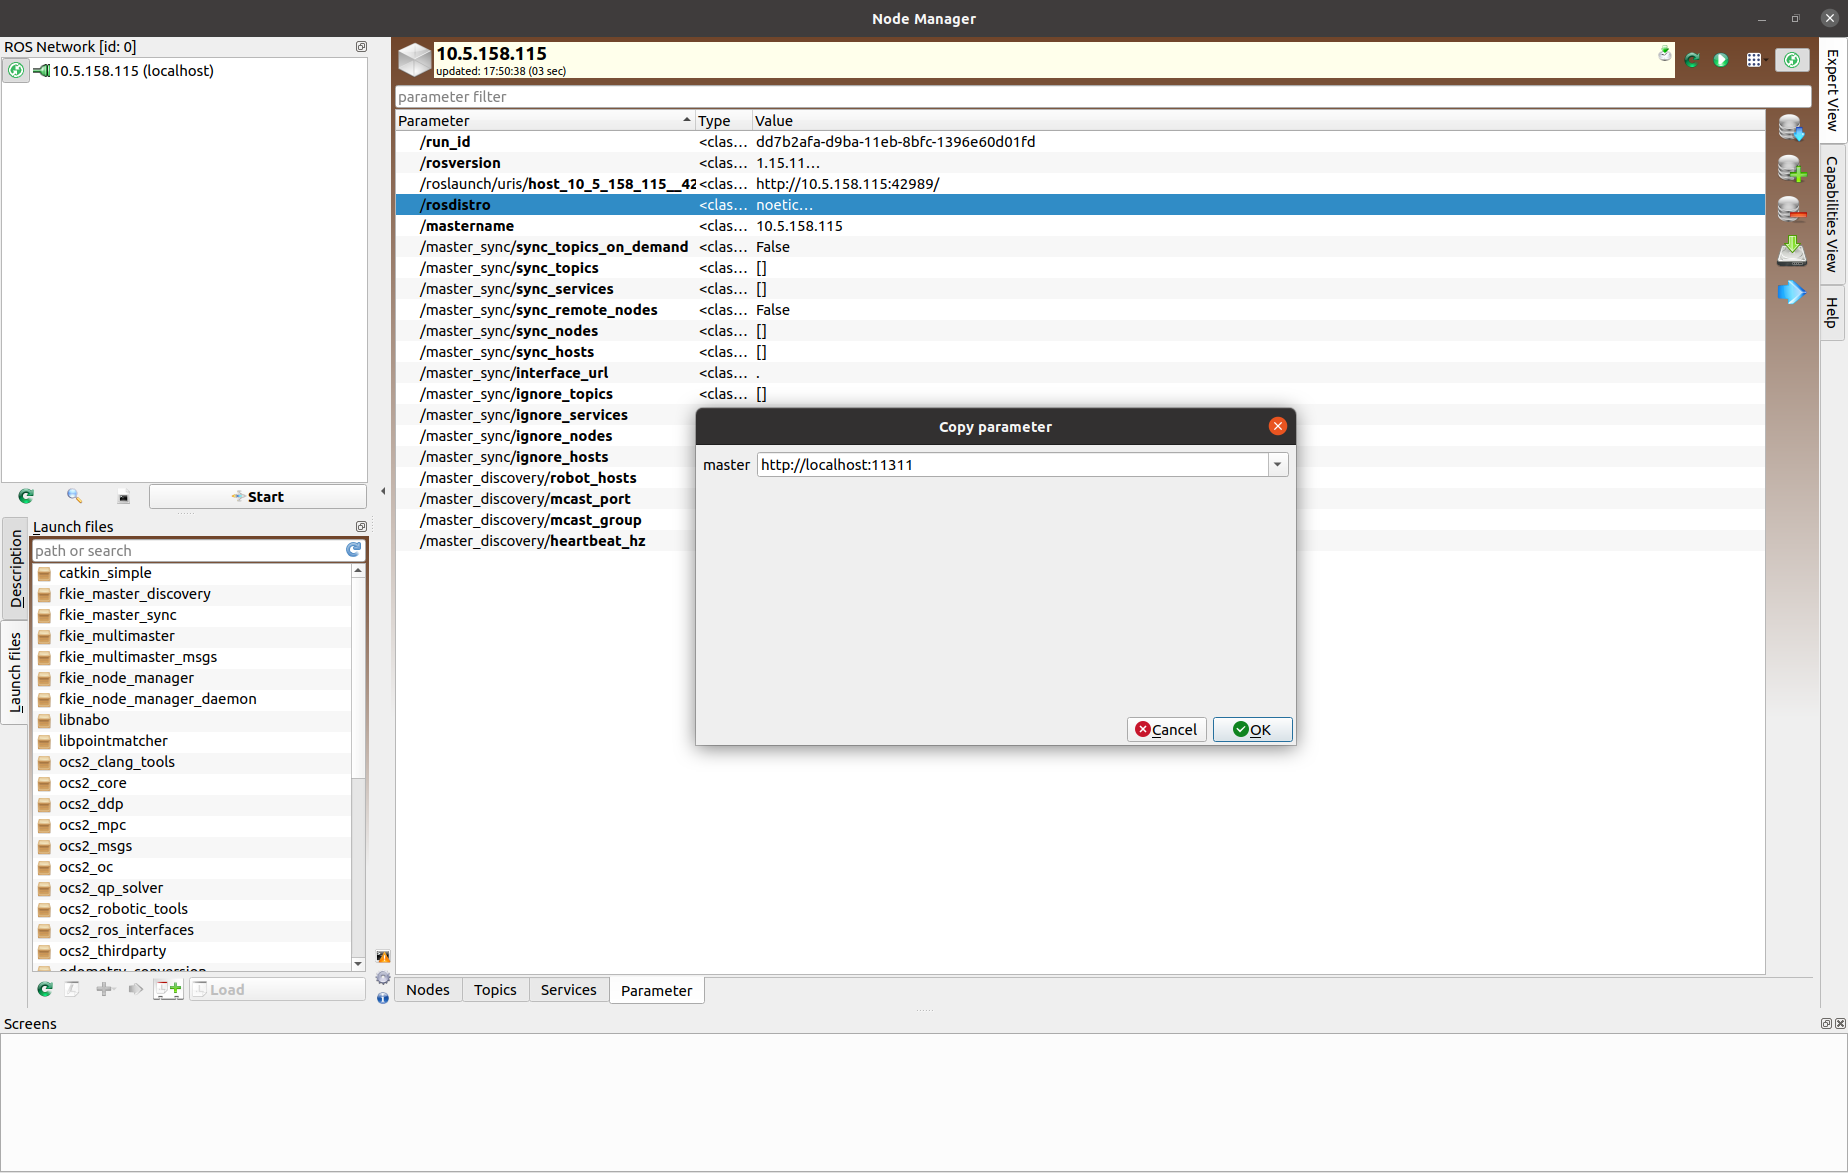 Node Manager
ROS Network [id: 0]
10.5.158.115 (localhost)
Start
Description
Launch files
Launch files
path or search
catkin_simple
fkie_master_discovery
fkie_master_sync
fkie_multimaster
fkie_multimaster_msgs
fkie_node_manager
fkie_node_manager_daemon
libnabo
libpointmatcher
ocs2_clang_tools
ocs2_core
ocs2_ddp
ocs2_mpc
ocs2_msgs
ocs2_oc
ocs2_qp_solver
ocs2_robotic_tools
ocs2_ros_interfaces
ocs2_thirdparty
odometry_conversion
Load
10.5.158.115
updated: 17:50:38 (03 sec)
parameter filter
Parameter Type Value
/run_id <clas... dd7b2afa-d9ba-11eb-8bfc-1396e60d01fd
/rosversion <clas... 1.15.11...
/roslaunch/uris/host_10_5_158_115__42 <clas... http://10.5.158.115:42989/
/rosdistro <clas... noetic...
/mastername <clas... 10.5.158.115
/master_sync/sync_topics_on_demand <clas... False
/master_sync/sync_topics <clas... []
/master_sync/sync_services <clas... []
/master_sync/sync_remote_nodes <clas... False
/master_sync/sync_nodes <clas... []
/master_sync/sync_hosts <clas... []
/master_sync/interface_url <clas... .
/master_sync/ignore_topics <clas... []
/master_sync/ignore_services
/master_sync/ignore_nodes
/master_sync/ignore_hosts
/master_discovery/robot_hosts
/master_discovery/mcast_port
/master_discovery/mcast_group
/master_discovery/heartbeat_hz
Copy parameter
master http://localhost:11311
Cancel OK
Nodes Topics Services Parameter
Expert View
Capabilities View
Help
Screens